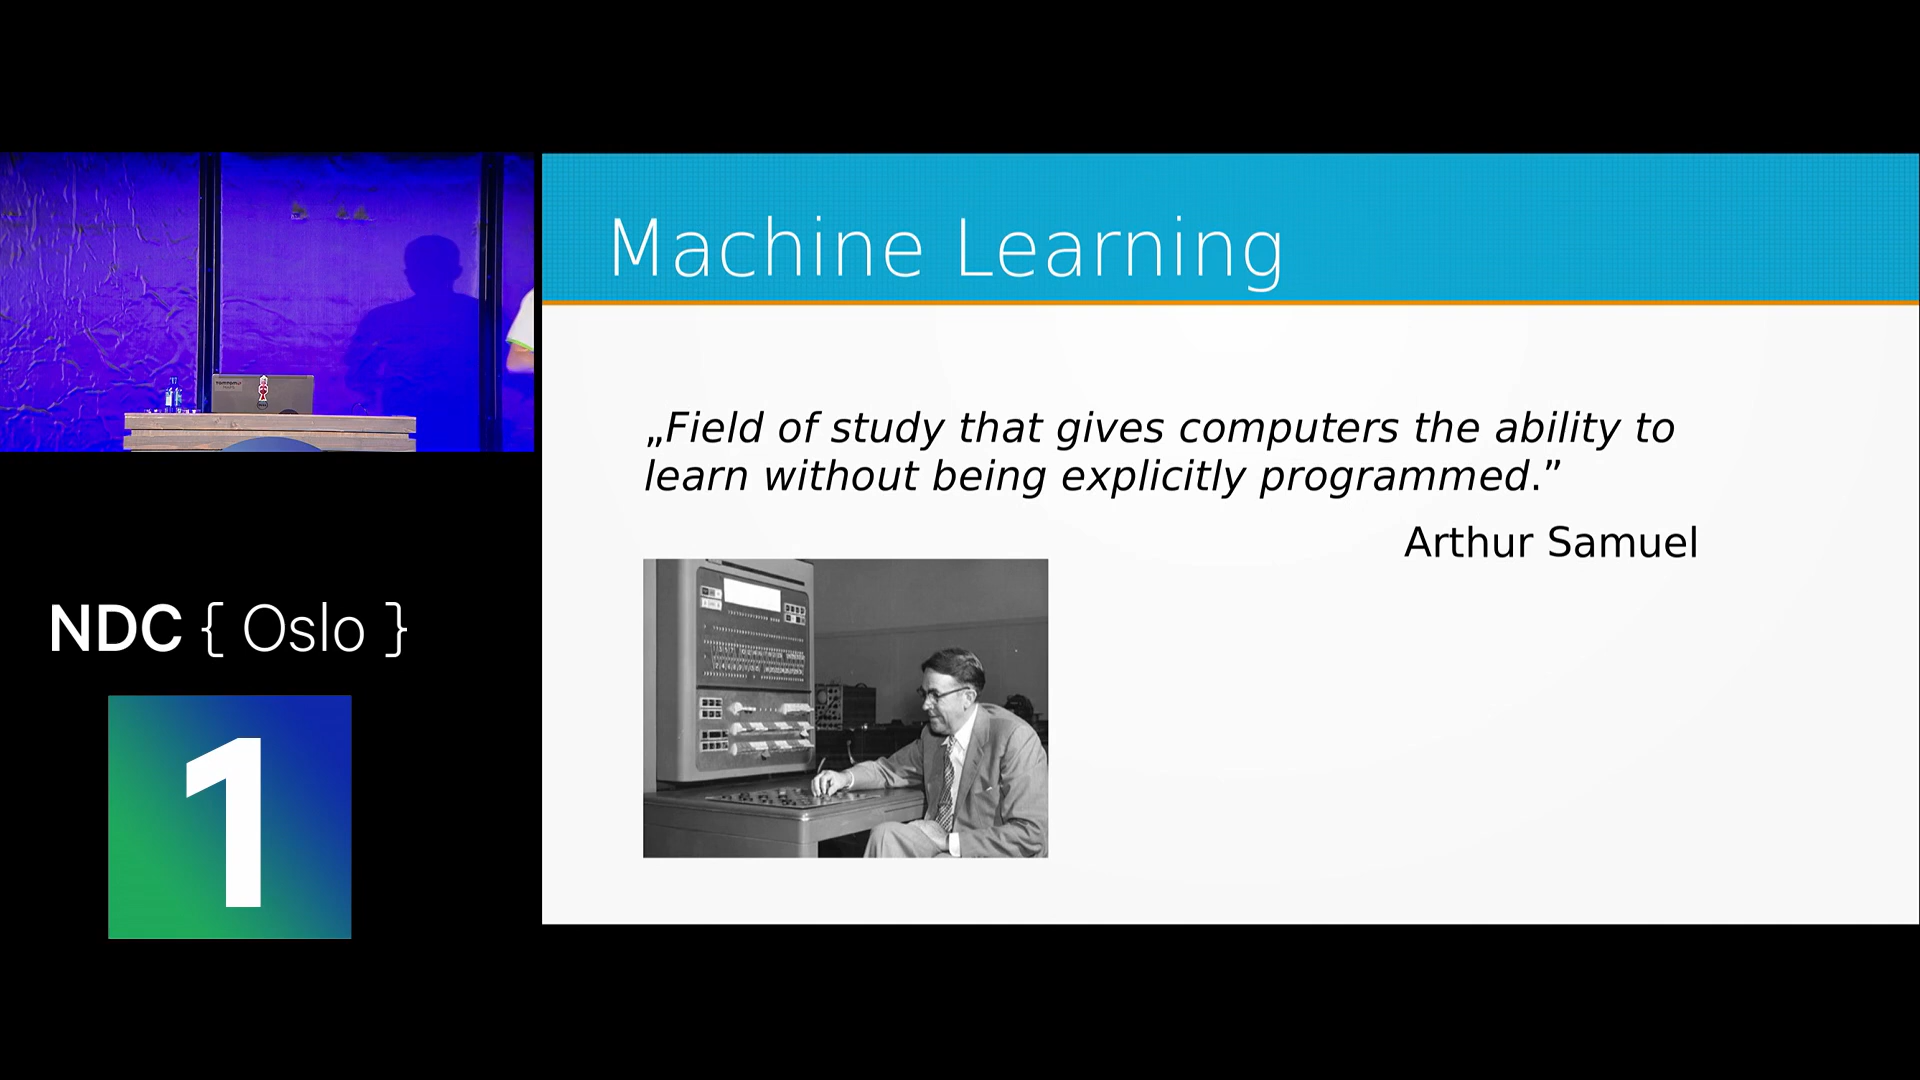 Machine Learning
„Field of study that gives computers the ability to
learn without being explicitly programmed.”
Arthur Samuel
NDC { Oslo }
1